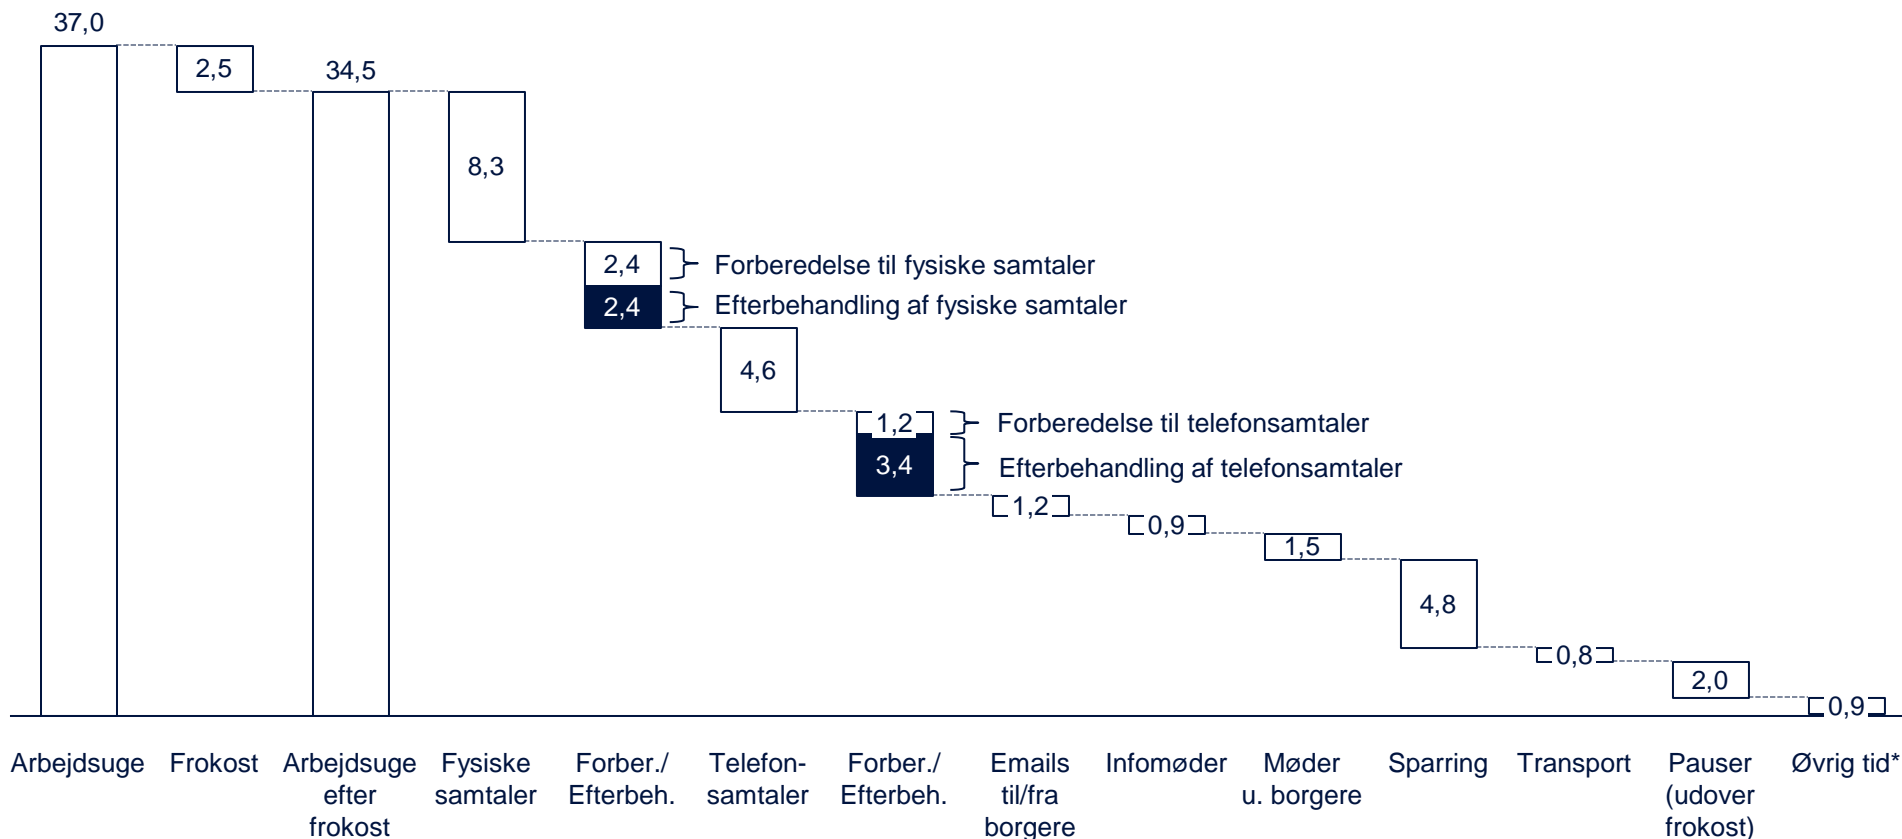 37,0
2,5
34,5
8,3
2,4
Forberedelse til fysiske samtaler
2,4
Efterbehandling af fysiske samtaler
4,6
1,2
Forberedelse til telefonsamtaler
3,4
Efterbehandling af telefonsamtaler
1,2
0,9
1,5
4,8
0,8
2,0
0,9
Arbejdsuge
Frokost
Arbejdsuge
efter
frokost
Fysiske
samtaler
Forber./
Efterbeh.
Telefon-
samtaler
Forber./
Efterbeh.
Emails
til/fra
borgere
Infomøder
Møder
u. borgere
Sparring
Transport
Pauser
(udover
frokost)
Øvrig tid*